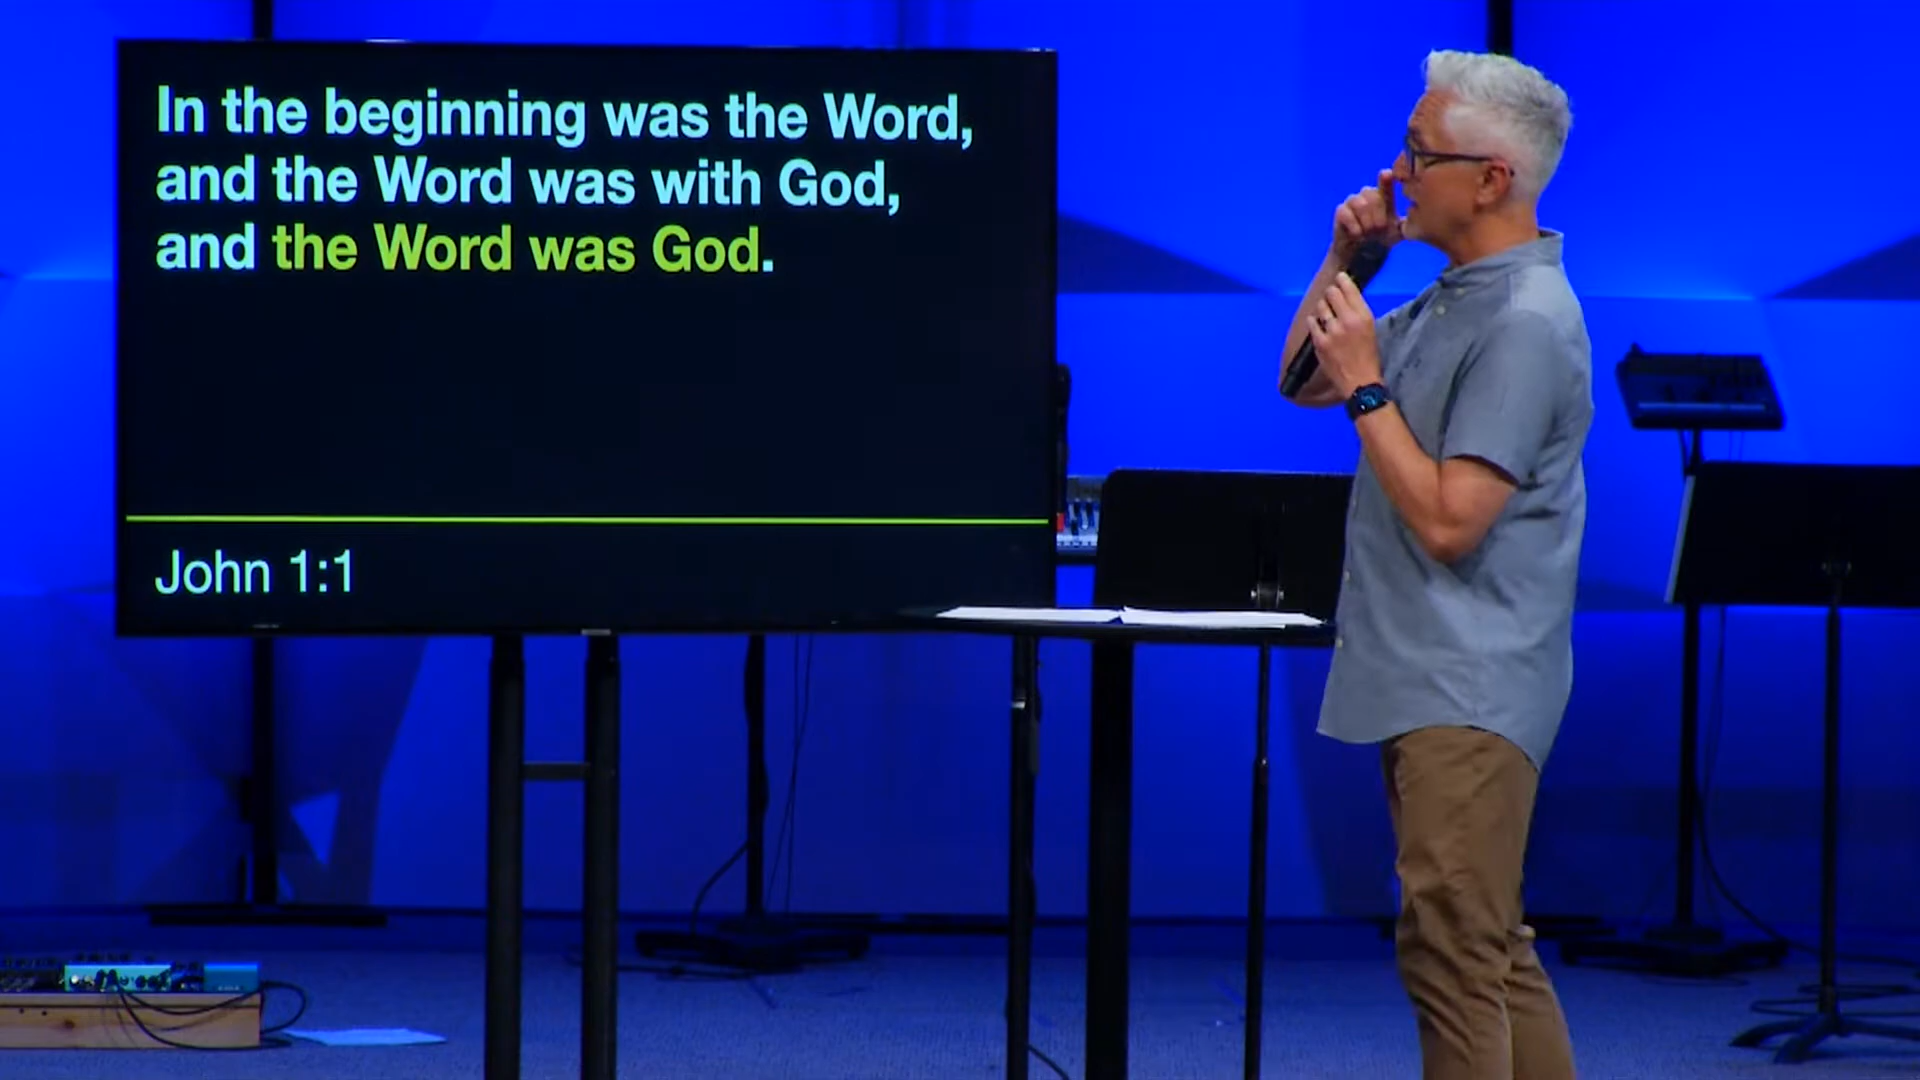 In the beginning was the Word,
and the Word was with God,
and the Word was God.
John 1:1